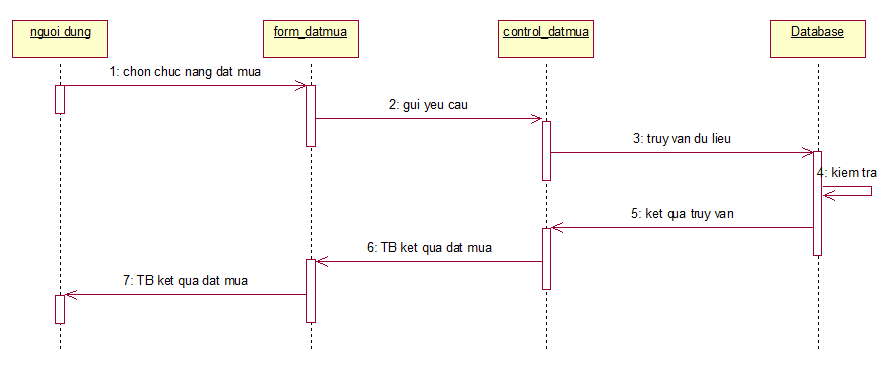 nguoi dung
form_datmua
control_datmua
Database
1: chon chuc nang dat mua
2: gui yeu cau
3: truy van du lieu
4: kiem tra
5: ket qua truy van
6: TB ket qua dat mua
7: TB ket qua dat mua